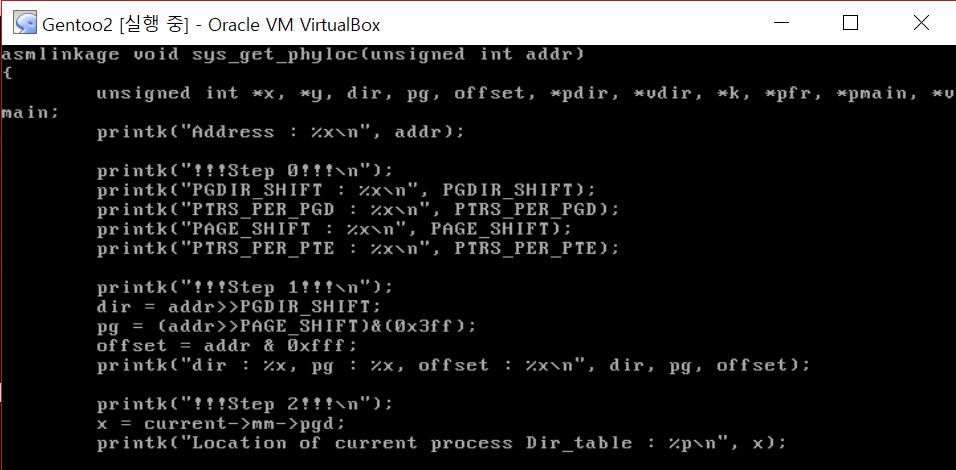 Gentoo2 [실행 중] - Oracle VM VirtualBox
asmlinkage void sys_get_phyloc(unsigned int addr)
{
        unsigned int *x, *y, dir, pg, offset, *pdir, *vdir, *k, *pfr, *pmain, *v
main;
        printk("Address : %x\n", addr);

        printk("!!!Step 0!!!\n");
        printk("PGDIR_SHIFT : %x\n", PGDIR_SHIFT);
        printk("PTRS_PER_PGD : %x\n", PTRS_PER_PGD);
        printk("PAGE_SHIFT : %x\n", PAGE_SHIFT);
        printk("PTRS_PER_PTE : %x\n", PTRS_PER_PTE);

        printk("!!!Step 1!!!\n");
        dir = addr>>PGDIR_SHIFT;
        pg = (addr>>PAGE_SHIFT)&(0x3ff);
        offset = addr & 0xfff;
        printk("dir : %x, pg : %x, offset : %x\n", dir, pg, offset);

        printk("!!!Step 2!!!\n");
        x = current->mm->pgd;
        printk("Location of current process Dir_table : %p\n", x);